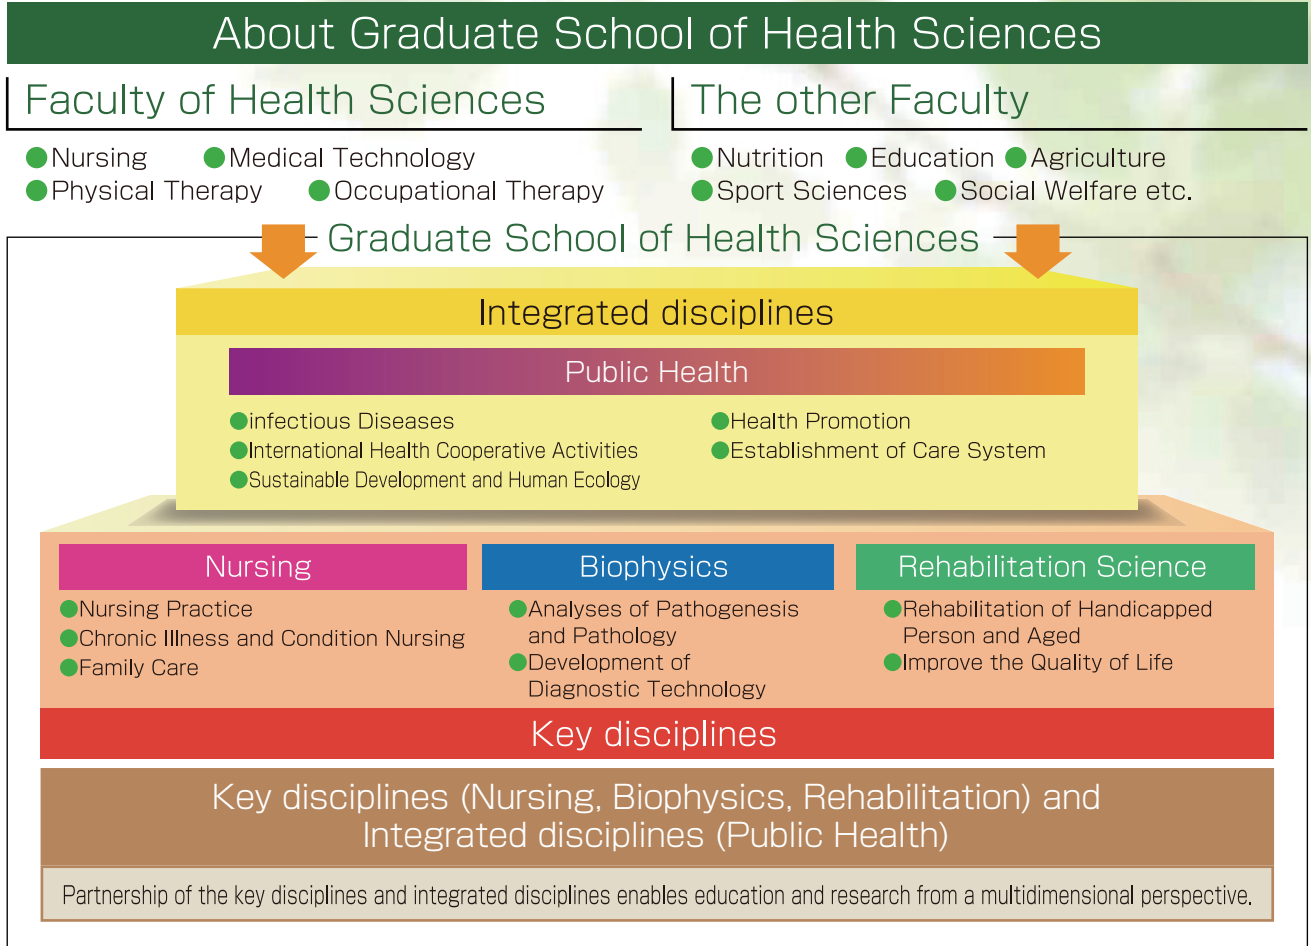 About Graduate School of Health Sciences
Faculty of Health Sciences
●Nursing ●Medical Technology
●Physical Therapy ●Occupational Therapy
The other Faculty
●Nutrition ●Education ●Agriculture
●Sport Sciences ●Social Welfare etc.
Graduate School of Health Sciences
Integrated disciplines
Public Health
●infectious Diseases
●International Health Cooperative Activities
●Sustainable Development and Human Ecology
●Health Promotion
●Establishment of Care System
Nursing
●Nursing Practice
●Chronic Illness and Condition Nursing
●Family Care
Biophysics
●Analyses of Pathogenesis
and Pathology
●Development of
Diagnostic Technology
Rehabilitation Science
●Rehabilitation of Handicapped
Person and Aged
●Improve the Quality of Life
Key disciplines
Key disciplines (Nursing, Biophysics, Rehabilitation) and
Integrated disciplines (Public Health)
Partnership of the key disciplines and integrated disciplines enables education and research from a multidimensional perspective.